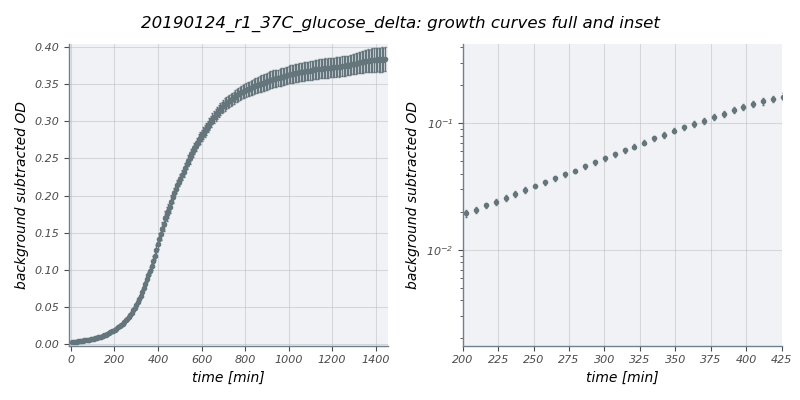 20190124_r1_37C_glucose_delta: growth curves full and inset
background subtracted OD
0.40
0.35
0.30
0.25
0.20
0.15
0.10
0.05
0.00
0 200 400 600 800 1000 1200 1400
time [min]
background subtracted OD
10⁻¹
10⁻²
200 225 250 275 300 325 350 375 400 425
time [min]